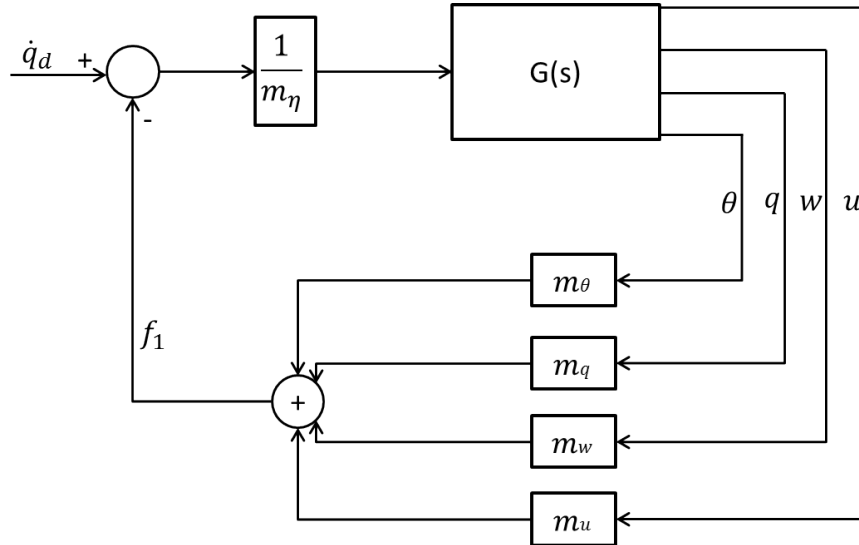 q̇_d
+
-
1
m_η
G(s)
θ
q
w
u
m_θ
f_1
m_q
+
m_w
m_u